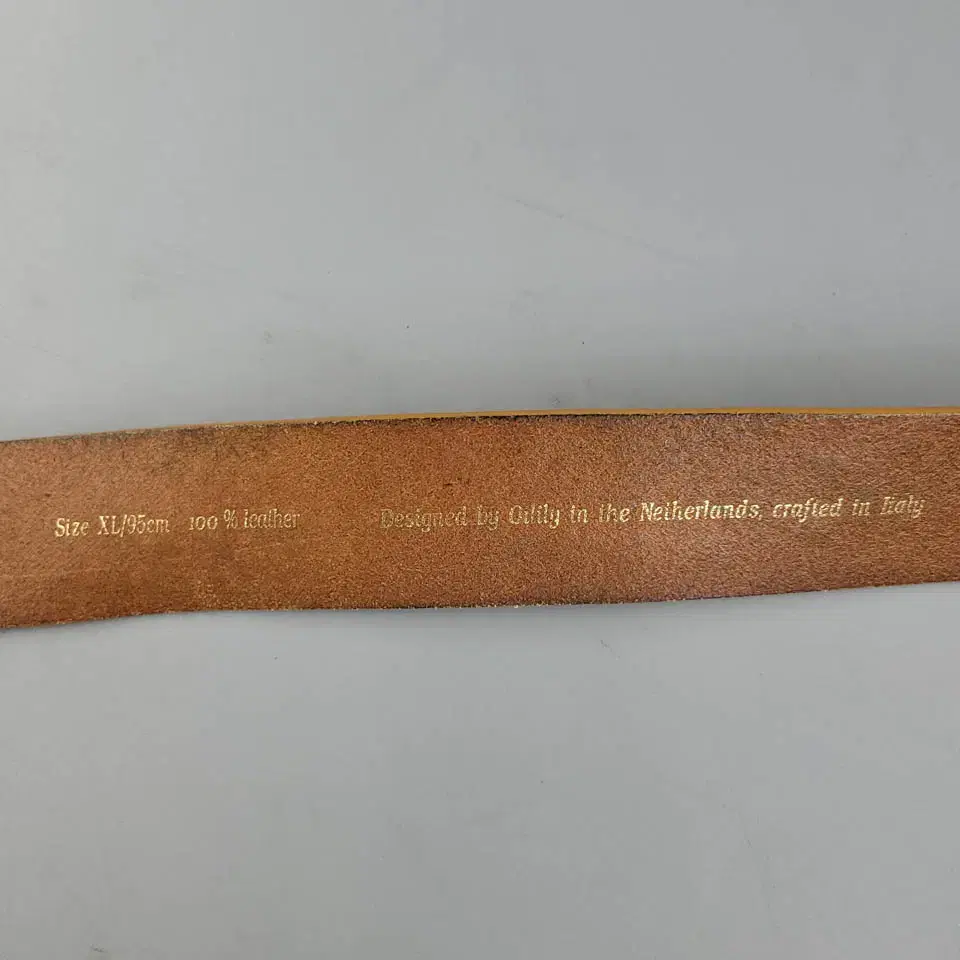 Size XL/95cm 100 % leather Designed by Oilily in the Netherlands, crafted in Italy